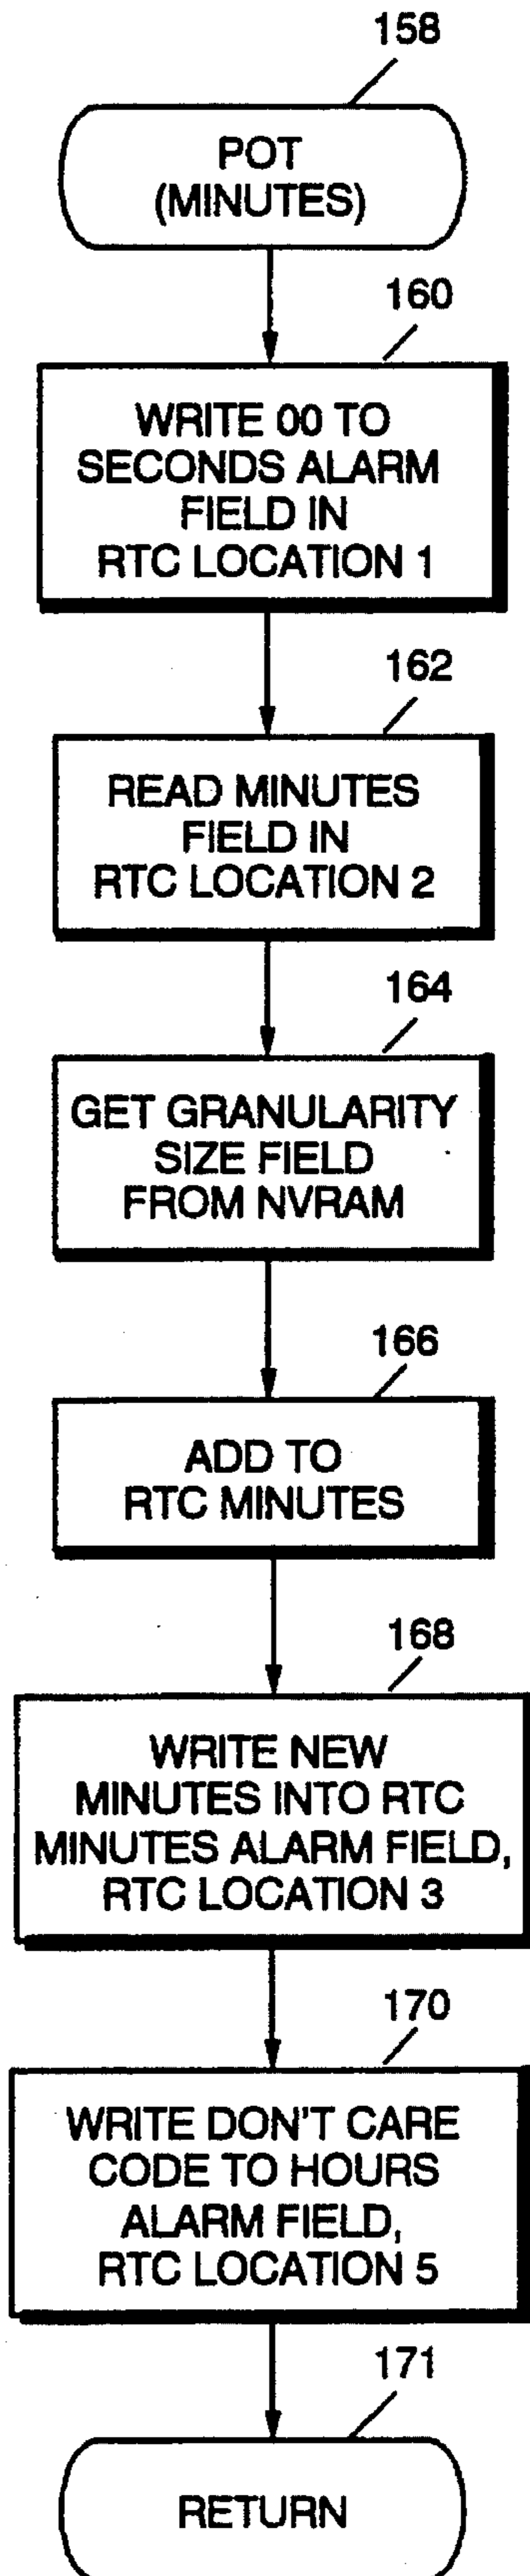 158
POT
(MINUTES)
160
WRITE 00 TO
SECONDS ALARM
FIELD IN
RTC LOCATION 1
162
READ MINUTES
FIELD IN
RTC LOCATION 2
164
GET GRANULARITY
SIZE FIELD
FROM NVRAM
166
ADD TO
RTC MINUTES
168
WRITE NEW
MINUTES INTO RTC
MINUTES ALARM FIELD,
RTC LOCATION 3
170
WRITE DON'T CARE
CODE TO HOURS
ALARM FIELD,
RTC LOCATION 5
171
RETURN